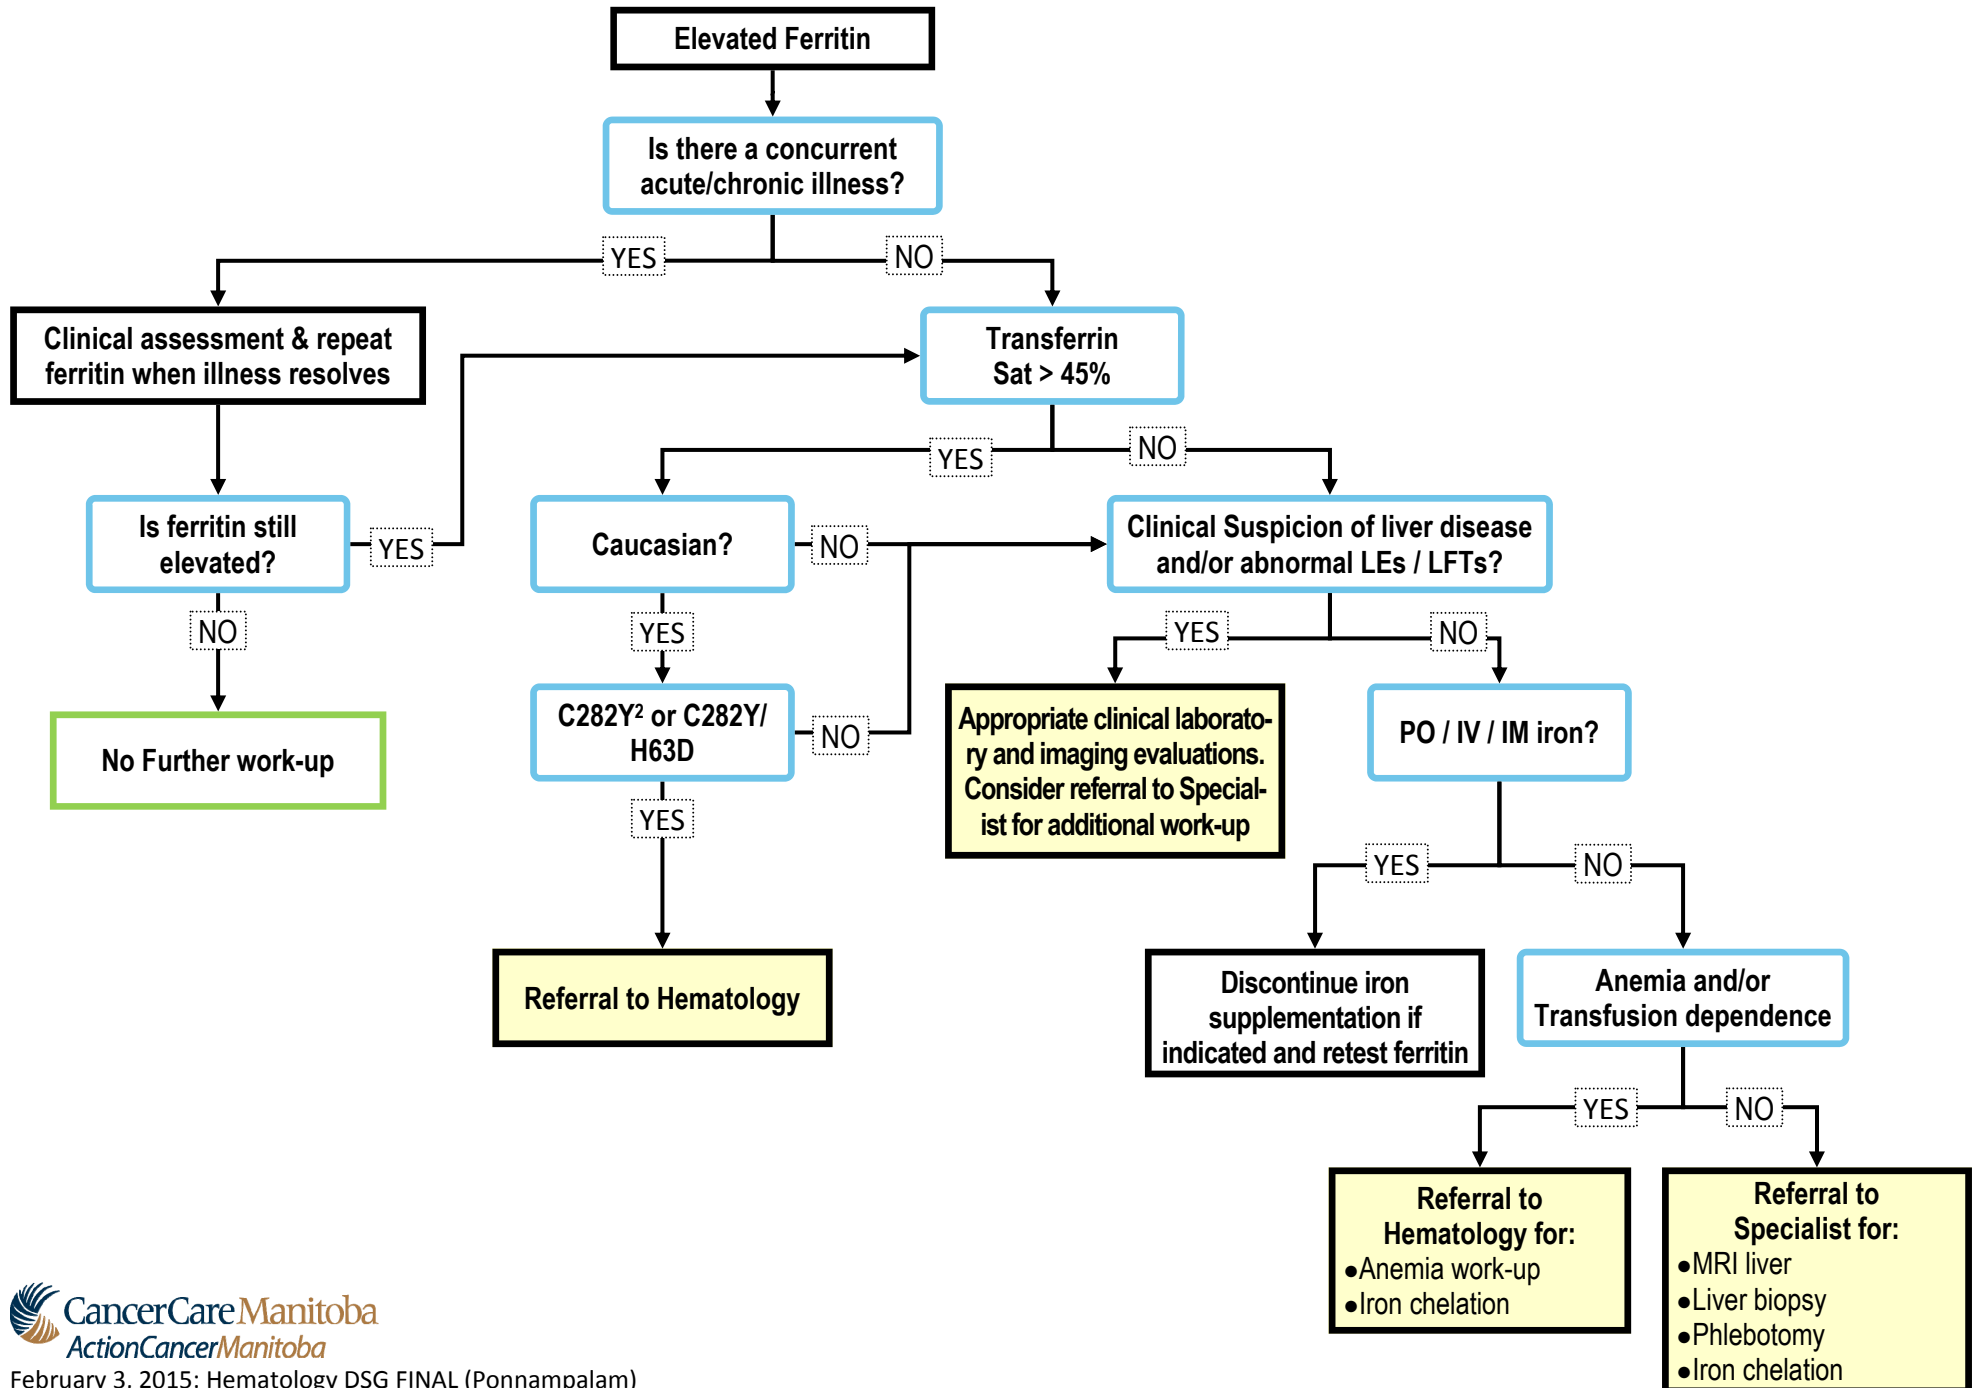 Elevated Ferritin
Is there a concurrent
acute/chronic illness?
YES
NO
Clinical assessment & repeat
ferritin when illness resolves
Transferrin
Sat > 45%
YES
NO
Is ferritin still
elevated?
YES
Caucasian?
NO
Clinical Suspicion of liver disease
and/or abnormal LEs / LFTs?
NO
YES
YES
NO
No Further work-up
C282Y² or C282Y/
H63D
NO
Appropriate clinical laborato-
ry and imaging evaluations.
Consider referral to Special-
ist for additional work-up
PO / IV / IM iron?
YES
YES
NO
Referral to Hematology
Discontinue iron
supplementation if
indicated and retest ferritin
Anemia and/or
Transfusion dependence
YES
NO
Referral to
Hematology for:
●Anemia work-up
●Iron chelation
Referral to
Specialist for:
●MRI liver
●Liver biopsy
●Phlebotomy
●Iron chelation
CancerCare Manitoba
ActionCancerManitoba
February 3, 2015: Hematology DSG FINAL (Ponnampalam)